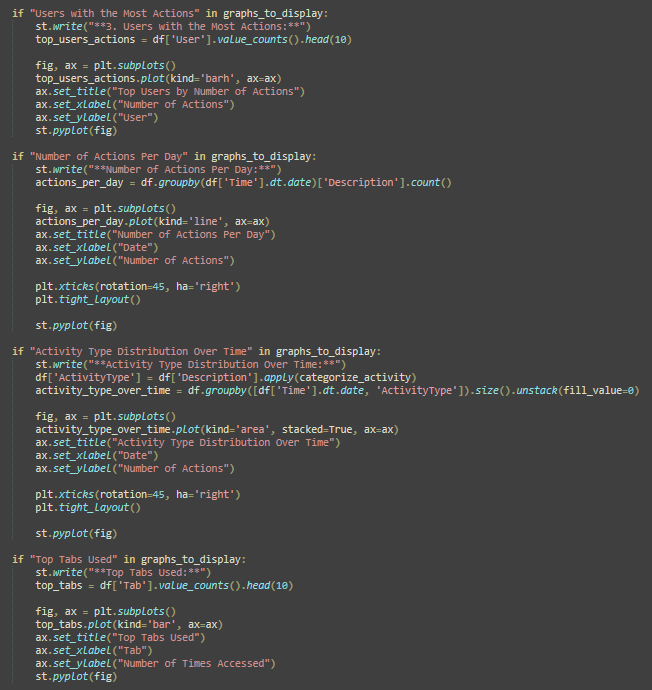 if "Users with the Most Actions" in graphs_to_display:
    st.write("**3. Users with the Most Actions:**")
    top_users_actions = df['User'].value_counts().head(10)

    fig, ax = plt.subplots()
    top_users_actions.plot(kind='barh', ax=ax)
    ax.set_title("Top Users by Number of Actions")
    ax.set_xlabel("Number of Actions")
    ax.set_ylabel("User")
    st.pyplot(fig)

if "Number of Actions Per Day" in graphs_to_display:
    st.write("**Number of Actions Per Day:**")
    actions_per_day = df.groupby(df['Time'].dt.date)['Description'].count()

    fig, ax = plt.subplots()
    actions_per_day.plot(kind='line', ax=ax)
    ax.set_title("Number of Actions Per Day")
    ax.set_xlabel("Date")
    ax.set_ylabel("Number of Actions")

    plt.xticks(rotation=45, ha='right')
    plt.tight_layout()

    st.pyplot(fig)

if "Activity Type Distribution Over Time" in graphs_to_display:
    st.write("**Activity Type Distribution Over Time:**")
    df['ActivityType'] = df['Description'].apply(categorize_activity)
    activity_type_over_time = df.groupby([df['Time'].dt.date, 'ActivityType']).size().unstack(fill_value=0)

    fig, ax = plt.subplots()
    activity_type_over_time.plot(kind='area', stacked=True, ax=ax)
    ax.set_title("Activity Type Distribution Over Time")
    ax.set_xlabel("Date")
    ax.set_ylabel("Number of Actions")

    plt.xticks(rotation=45, ha='right')
    plt.tight_layout()

    st.pyplot(fig)

if "Top Tabs Used" in graphs_to_display:
    st.write("**Top Tabs Used:**")
    top_tabs = df['Tab'].value_counts().head(10)

    fig, ax = plt.subplots()
    top_tabs.plot(kind='bar', ax=ax)
    ax.set_title("Top Tabs Used")
    ax.set_xlabel("Tab")
    ax.set_ylabel("Number of Times Accessed")
    st.pyplot(fig)